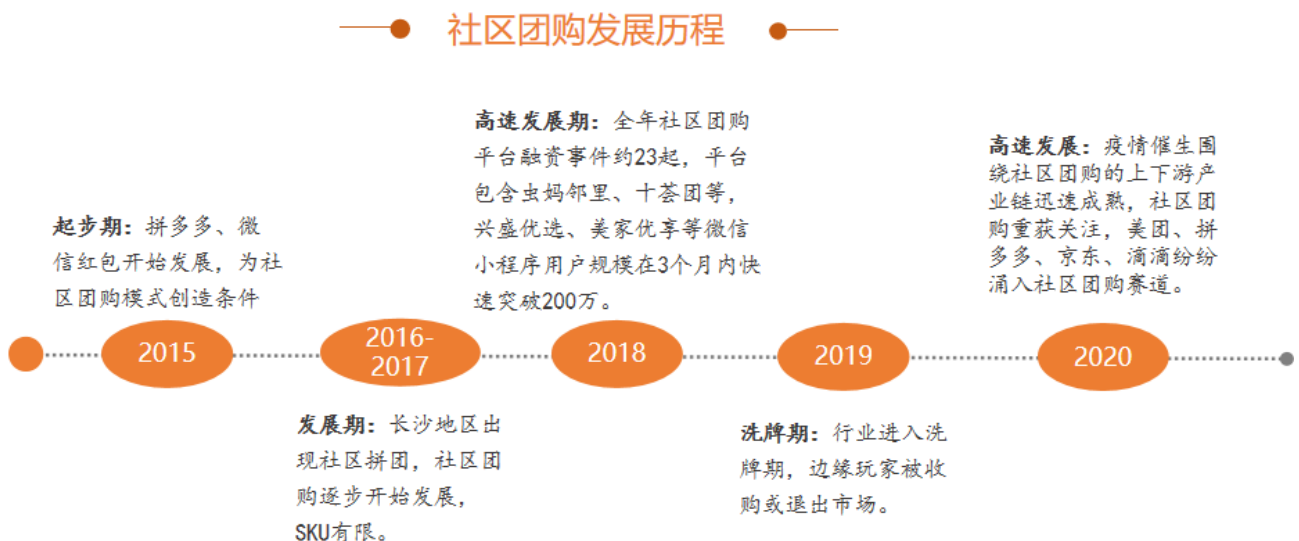 社区团购发展历程
起步期：拼多多、微
信红包开始发展，为社
区团购模式创造条件
2015
2016-
2017
发展期：长沙地区出
现社区拼团，社区团
购逐步开始发展，
SKU有限。
高速发展期：全年社区团购
平台融资事件约23起，平台
包含虫妈邻里、十荟团等，
兴盛优选、美家优享等微信
小程序用户规模在3个月内快
速突破200万。
2018
2019
洗牌期：行业进入洗
牌期，边缘玩家被收
购或退出市场。
高速发展：疫情催生围
绕社区团购的上下游产
业链迅速成熟，社区团
购重获关注，美团、拼
多多、京东、滴滴纷纷
涌入社区团购赛道。
2020